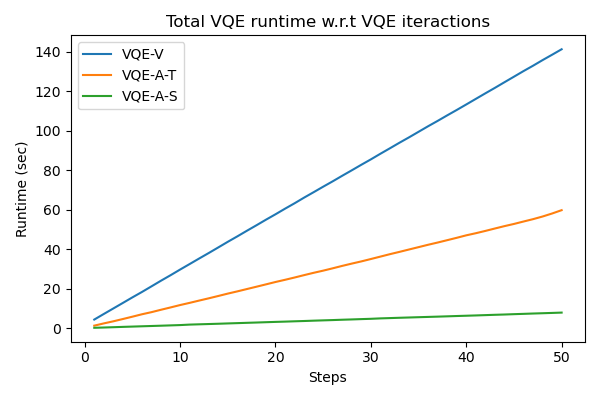 Total VQE runtime w.r.t VQE iteractions
VQE-V
VQE-A-T
VQE-A-S
Runtime (sec)
140
120
100
80
60
40
20
0
0 10 20 30 40 50
Steps